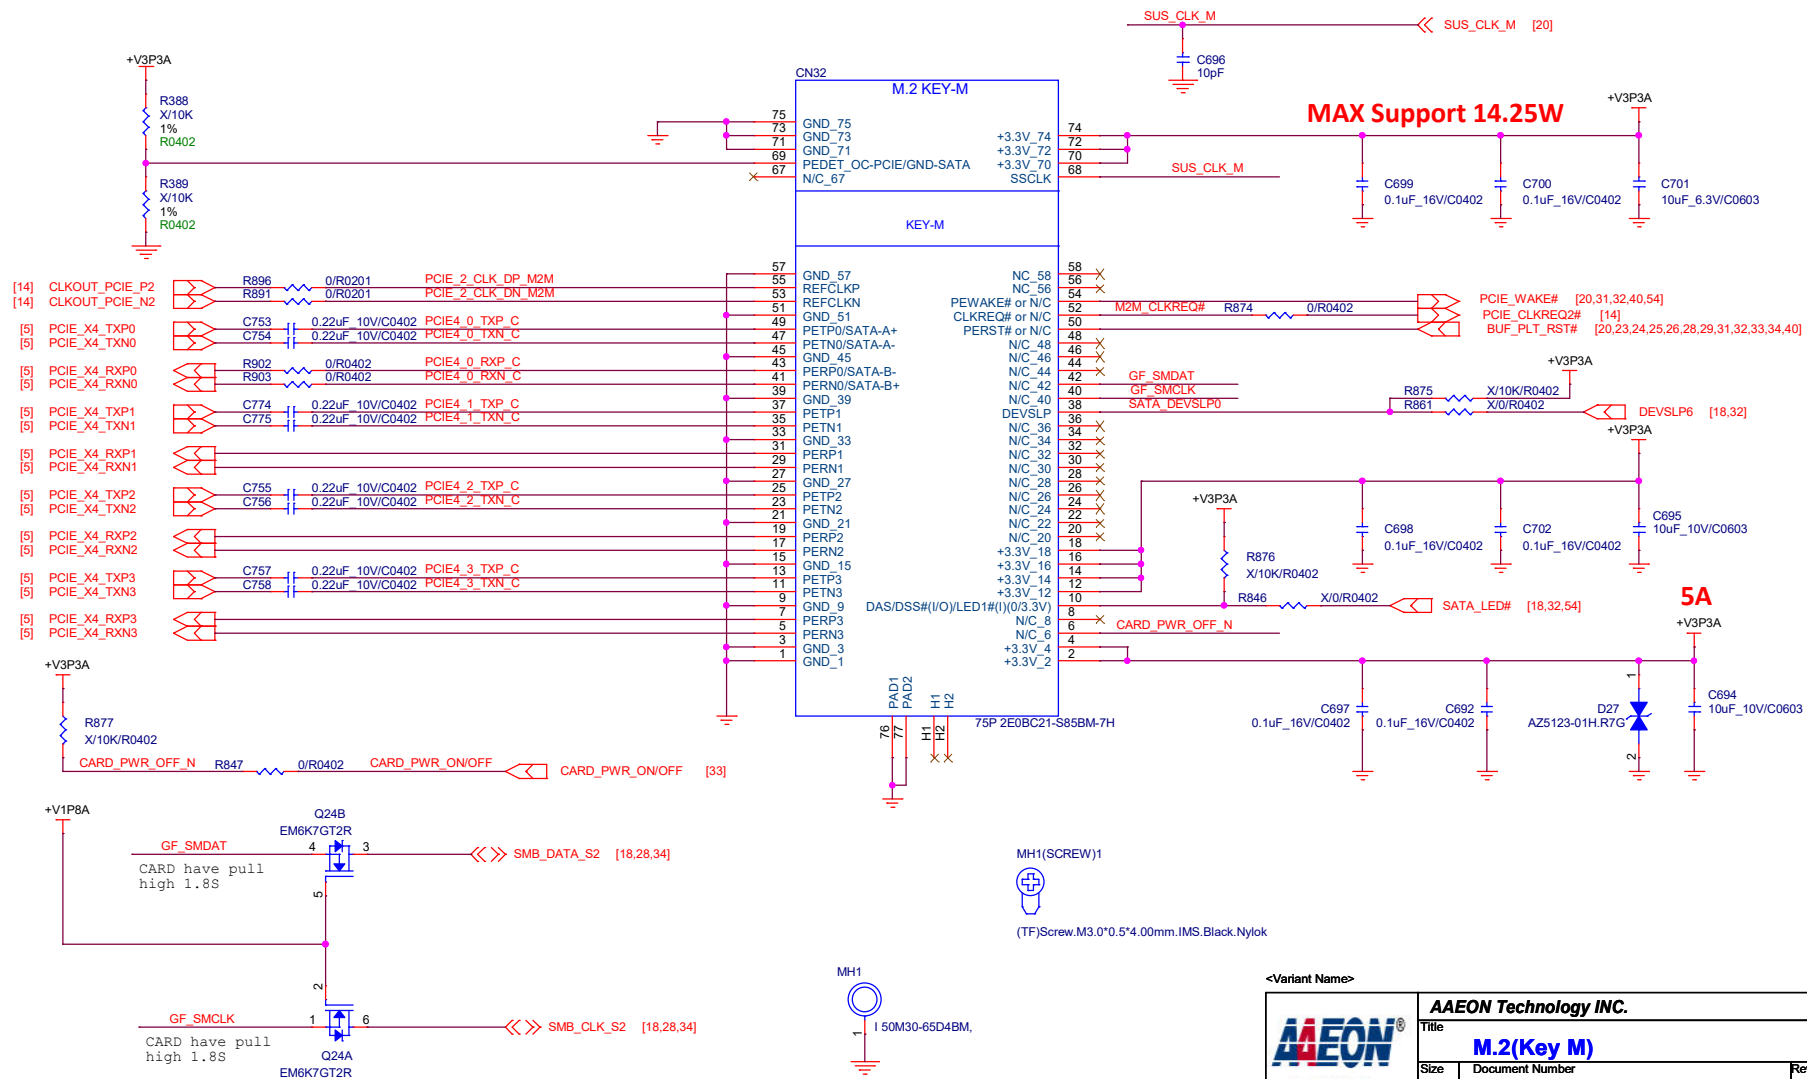 SUS_CLK_M
SUS_CLK_M [20]
C696
10pF
+V3P3A
R388
X/10K
1%
R0402
R389
X/10K
1%
R0402
CN32
M.2 KEY-M
75 GND_75
73 GND_73
71 GND_71
69 PEDET_OC-PCIE/GND-SATA
67 N/C_67
+3.3V_74 74
+3.3V_72 72
+3.3V_70 70
SSCLK 68
SUS_CLK_M
MAX Support 14.25W
+V3P3A
C699
0.1uF_16V/C0402
C700
0.1uF_16V/C0402
C701
10uF_6.3V/C0603
KEY-M
[14] CLKOUT_PCIE_P2 R896 0/R0201 PCIE_2_CLK_DP_M2M
[14] CLKOUT_PCIE_N2 R891 0/R0201 PCIE_2_CLK_DN_M2M
[5] PCIE_X4_TXP0 C753 0.22uF_10V/C0402 PCIE4_0_TXP_C
[5] PCIE_X4_TXN0 C754 0.22uF_10V/C0402 PCIE4_0_TXN_C
[5] PCIE_X4_RXP0 R902 0/R0402 PCIE4_0_RXP_C
[5] PCIE_X4_RXN0 R903 0/R0402 PCIE4_0_RXN_C
[5] PCIE_X4_TXP1 C774 0.22uF_10V/C0402 PCIE4_1_TXP_C
[5] PCIE_X4_TXN1 C775 0.22uF_10V/C0402 PCIE4_1_TXN_C
[5] PCIE_X4_RXP1
[5] PCIE_X4_RXN1
[5] PCIE_X4_TXP2 C755 0.22uF_10V/C0402 PCIE4_2_TXP_C
[5] PCIE_X4_TXN2 C756 0.22uF_10V/C0402 PCIE4_2_TXN_C
[5] PCIE_X4_RXP2
[5] PCIE_X4_RXN2
[5] PCIE_X4_TXP3 C757 0.22uF_10V/C0402 PCIE4_3_TXP_C
[5] PCIE_X4_TXN3 C758 0.22uF_10V/C0402 PCIE4_3_TXN_C
[5] PCIE_X4_RXP3
[5] PCIE_X4_RXN3
57 GND_57
55 REFCLKP
53 REFCLKN
51 GND_51
49 PETP0/SATA-A+
47 PETN0/SATA-A-
45 GND_45
43 PERP0/SATA-B-
41 PERN0/SATA-B+
39 GND_39
37 PETP1
35 PETN1
33 GND_33
31 PERP1
29 PERN1
27 GND_27
25 PETP2
23 PETN2
21 GND_21
19 PERP2
17 PERN2
15 GND_15
13 PETP3
11 PETN3
9 GND_9
7 PERP3
5 PERN3
3 GND_3
1 GND_1
NC_58 58
NC_56 56
PEWAKE# or N/C 54
CLKREQ# or N/C 52
PERST# or N/C 50
N/C_48 48
N/C_46 46
N/C_44 44
N/C_42 42
N/C_40 40
DEVSLP 38
N/C_36 36
N/C_34 34
N/C_32 32
N/C_30 30
N/C_28 28
N/C_26 26
N/C_24 24
N/C_22 22
N/C_20 20
+3.3V_18 18
+3.3V_16 16
+3.3V_14 14
+3.3V_12 12
DAS/DSS#(I/O)/LED1#(I)(0/3.3V) 10
N/C_8 8
N/C_6 6
+3.3V_4 4
+3.3V_2 2
PAD1
PAD2
H1
H2
76
77
H1
H2
75P 2E0BC21-S85BM-7H
M2M_CLKREQ# R874 0/R0402
PCIE_WAKE# [20,31,32,40,54]
PCIE_CLKREQ2# [14]
BUF_PLT_RST# [20,23,24,25,26,28,29,31,32,33,34,40]
+V3P3A
GF_SMDAT
GF_SMCLK
SATA_DEVSLP0
R875 X/10K/R0402
R861 X/0/R0402
DEVSLP6 [18,32]
+V3P3A
+V3P3A
C698
0.1uF_16V/C0402
C702
0.1uF_16V/C0402
C695
10uF_10V/C0603
R876
X/10K/R0402
R846 X/0/R0402
SATA_LED# [18,32,54]
CARD_PWR_OFF_N
5A
+V3P3A
C697
0.1uF_16V/C0402
C692
0.1uF_16V/C0402
1
D27
AZ5123-01H.R7G
2
C694
10uF_10V/C0603
+V3P3A
R877
X/10K/R0402
CARD_PWR_OFF_N R847 0/R0402 CARD_PWR_ON/OFF
CARD_PWR_ON/OFF [33]
+V1P8A
Q24B
EM6K7GT2R
GF_SMDAT 4 3
SMB_DATA_S2 [18,28,34]
CARD have pull
high 1.8S
5
2
GF_SMCLK 1 6
SMB_CLK_S2 [18,28,34]
CARD have pull
high 1.8S
Q24A
EM6K7GT2R
MH1(SCREW)1
(TF)Screw.M3.0*0.5*4.00mm.IMS.Black.Nylok
MH1
I 50M30-65D4BM,
1
<Variant Name>
AAEON®
AAEON Technology INC.
Title
M.2(Key M)
Size Document Number